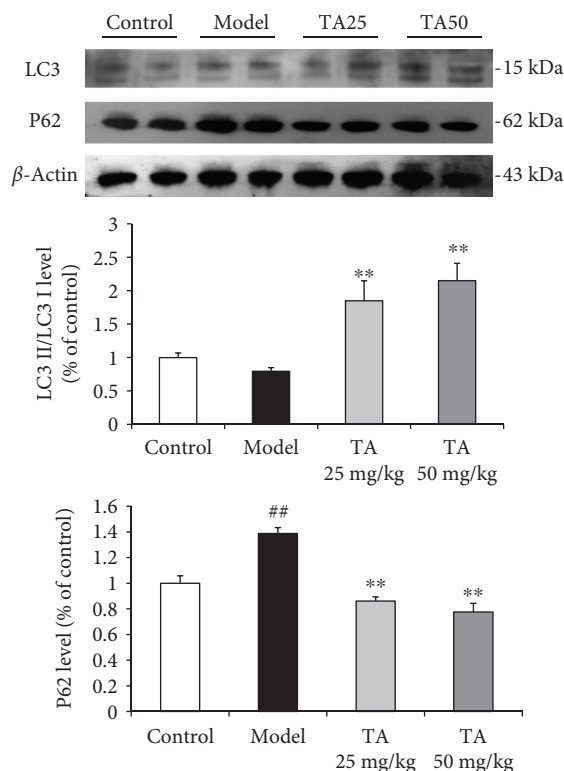 Control Model TA25 TA50
LC3 -15 kDa
P62 -62 kDa
β-Actin -43 kDa
LC3 II/LC3 I level
(% of control)
3
2.5
2
1.5
1
0.5
0
**
**
Control Model TA TA
25 mg/kg 50 mg/kg
P62 level (% of control)
1.6
1.4
1.2
1
0.8
0.6
0.4
0.2
0
##
**
**
Control Model TA TA
25 mg/kg 50 mg/kg